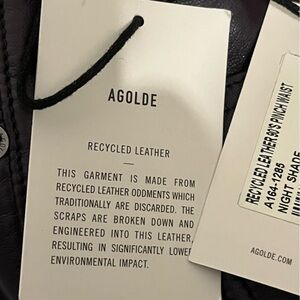 AGOLDE
RECYCLED LEATHER
THIS GARMENT IS MADE FROM
RECYCLED LEATHER ODDMENTS WHICH
TRADITIONALLY ARE DISCARDED. THE
SCRAPS ARE BROKEN DOWN AND
ENGINEERED INTO THIS LEATHER,
RESULTING IN SIGNIFICANTLY LOWER
ENVIRONMENTAL IMPACT.
RECYCLED LEATHER 90'S PINCH WAIST
A164-1285
NIGHT SHADE
AGOLDE.COM